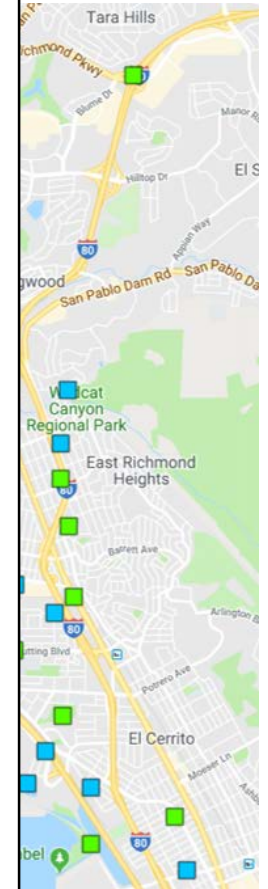 Tara Hills
Richmond Pkwy
Blume Dr
Hilltop Dr
El S
Appian Way
80
gwood
San Pablo Dam Rd
San Pablo Da
Wildcat
Canyon
Regional Park
East Richmond
Heights
80
Barrett Ave
Arlington B
80
utting Blvd
Potrero Ave
El Cerrito
Moeser Ln
80
bel